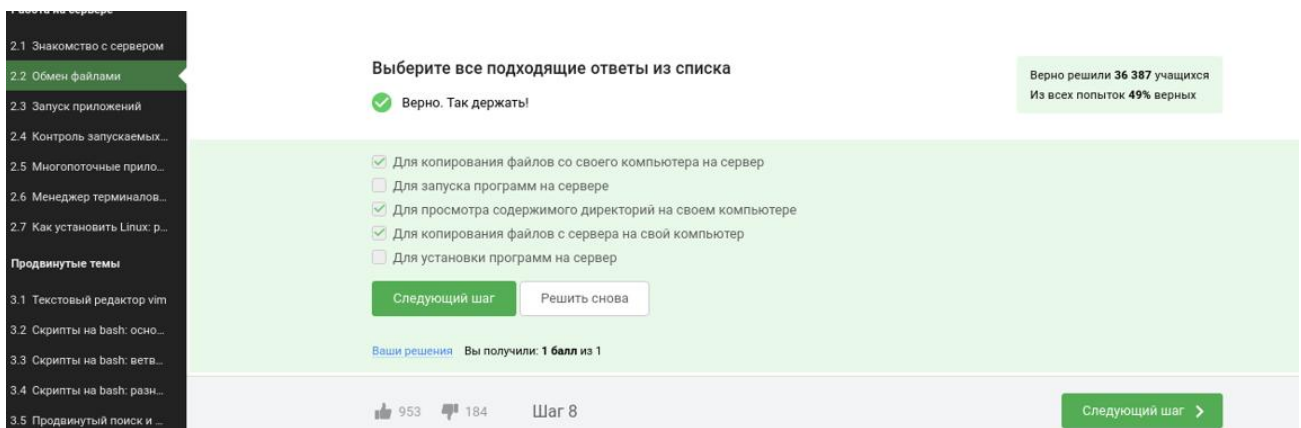 Работа на сервере
2.1 Знакомство с сервером
2.2 Обмен файлами
2.3 Запуск приложений
2.4 Контроль запускаемых...
2.5 Многопоточные прило...
2.6 Менеджер терминалов...
2.7 Как установить Linux: р...
Продвинутые темы
3.1 Текстовый редактор vim
3.2 Скрипты на bash: осно...
3.3 Скрипты на bash: ветв...
3.4 Скрипты на bash: разн...
3.5 Продвинутый поиск и ...
Выберите все подходящие ответы из списка
Верно. Так держать!
Верно решили 36 387 учащихся
Из всех попыток 49% верных
Для копирования файлов со своего компьютера на сервер
Для запуска программ на сервере
Для просмотра содержимого директорий на своем компьютере
Для копирования файлов с сервера на свой компьютер
Для установки программ на сервер
Следующий шаг Решить снова
Ваши решения Вы получили: 1 балл из 1
953 184 Шаг 8 Следующий шаг